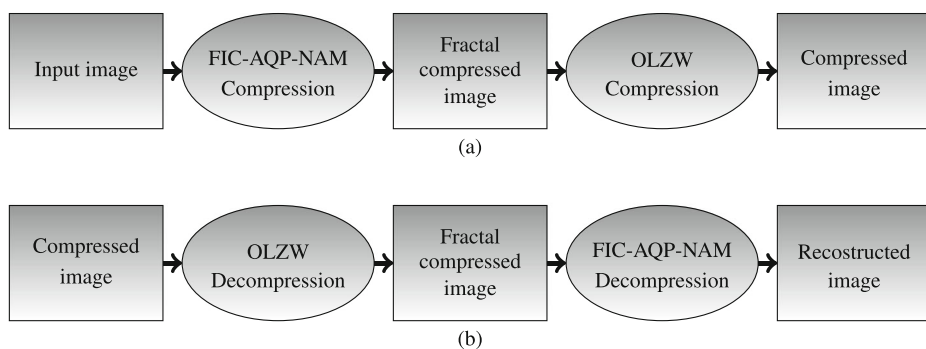 Input image
FIC-AQP-NAM
Compression
Fractal
compressed
image
OLZW
Compression
Compressed
image
(a)
Compressed
image
OLZW
Decompression
Fractal
compressed
image
FIC-AQP-NAM
Decompression
Recostructed
image
(b)